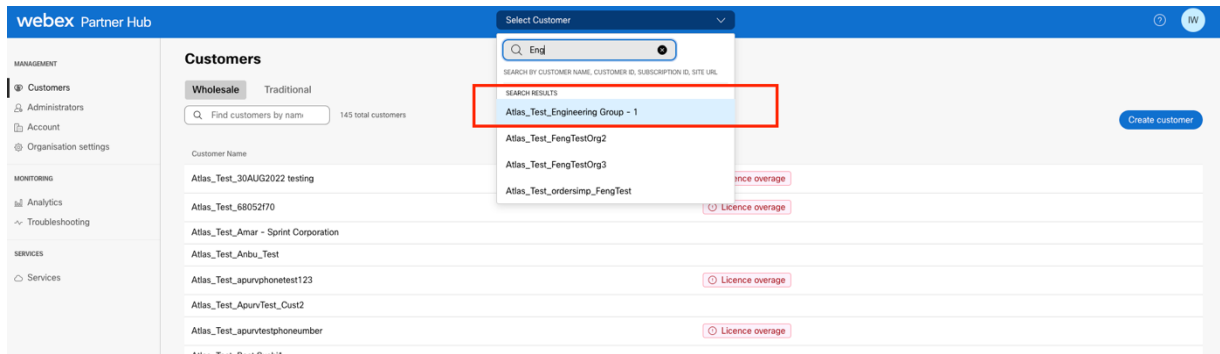 webex Partner Hub
Select Customer
IW
Eng
SEARCH BY CUSTOMER NAME, CUSTOMER ID, SUBSCRIPTION ID, SITE URL
SEARCH RESULTS
Atlas_Test_Engineering Group - 1
Atlas_Test_FengTestOrg2
Atlas_Test_FengTestOrg3
Atlas_Test_ordersimp_FengTest
MANAGEMENT
Customers
Administrators
Account
Organisation settings
MONITORING
Analytics
Troubleshooting
SERVICES
Services
Customers
Wholesale Traditional
Find customers by nam 145 total customers
Create customer
Customer Name
Atlas_Test_30AUG2022 testing ence overage
Atlas_Test_68052f70 Licence overage
Atlas_Test_Amar - Sprint Corporation
Atlas_Test_Anbu_Test
Atlas_Test_apurvphonetest123 Licence overage
Atlas_Test_ApurvTest_Cust2
Atlas_Test_apurvtestphoneumber Licence overage